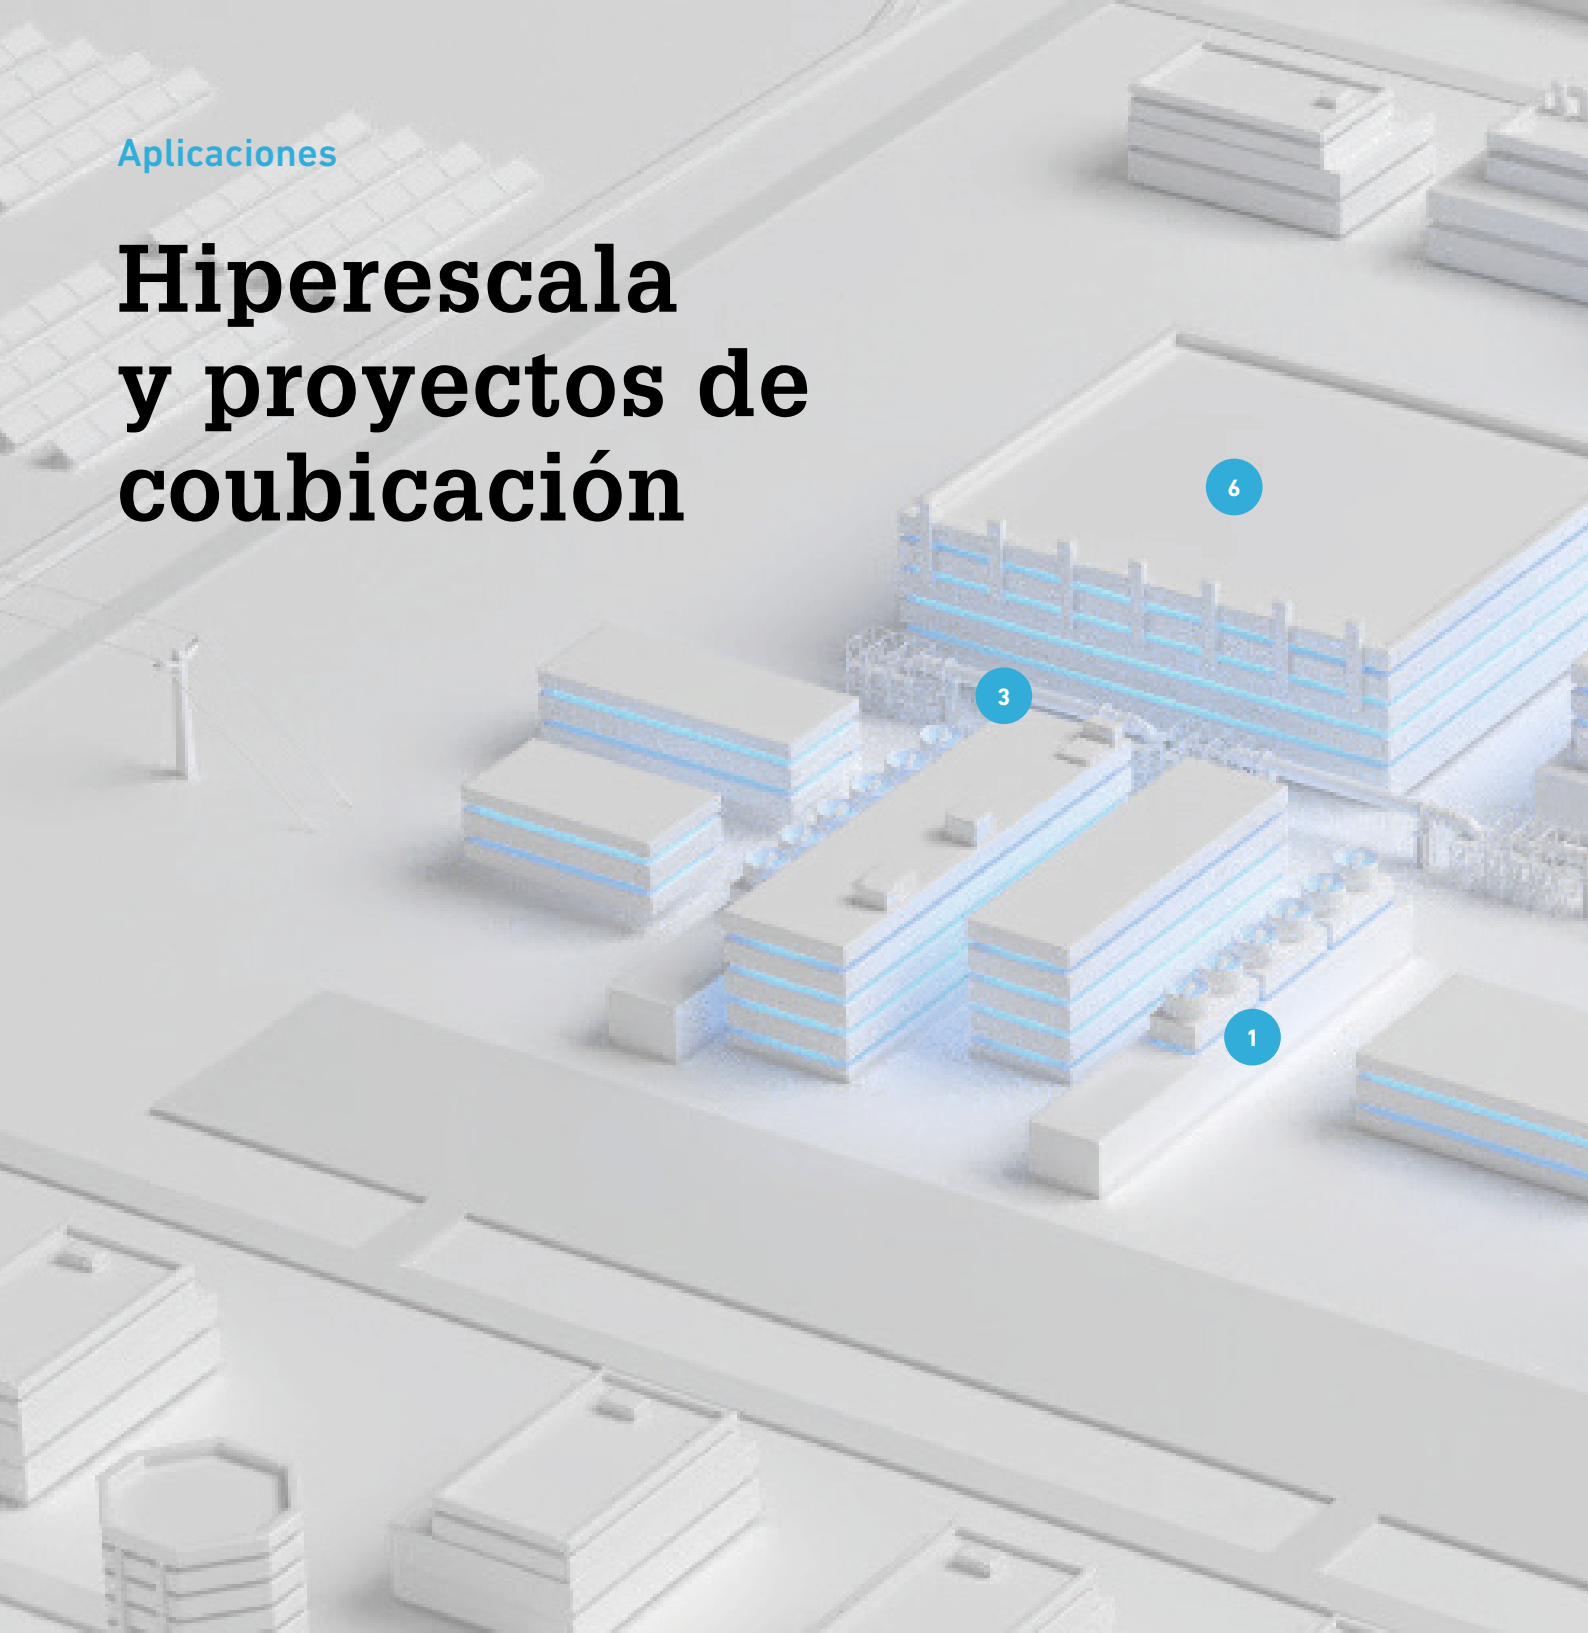 Aplicaciones
Hiperescala
y proyectos de
coubicación
6
3
1